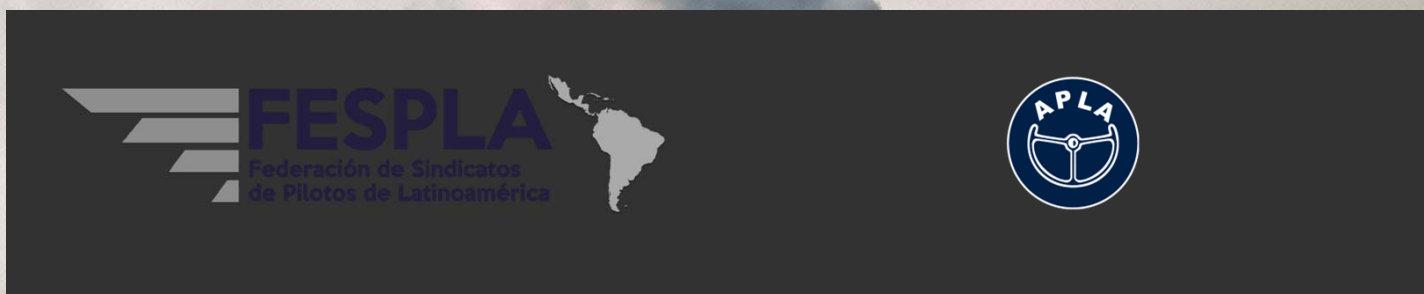 FESPLA
Federación de Sindicatos
de Pilotos de Latinoamérica
APLA